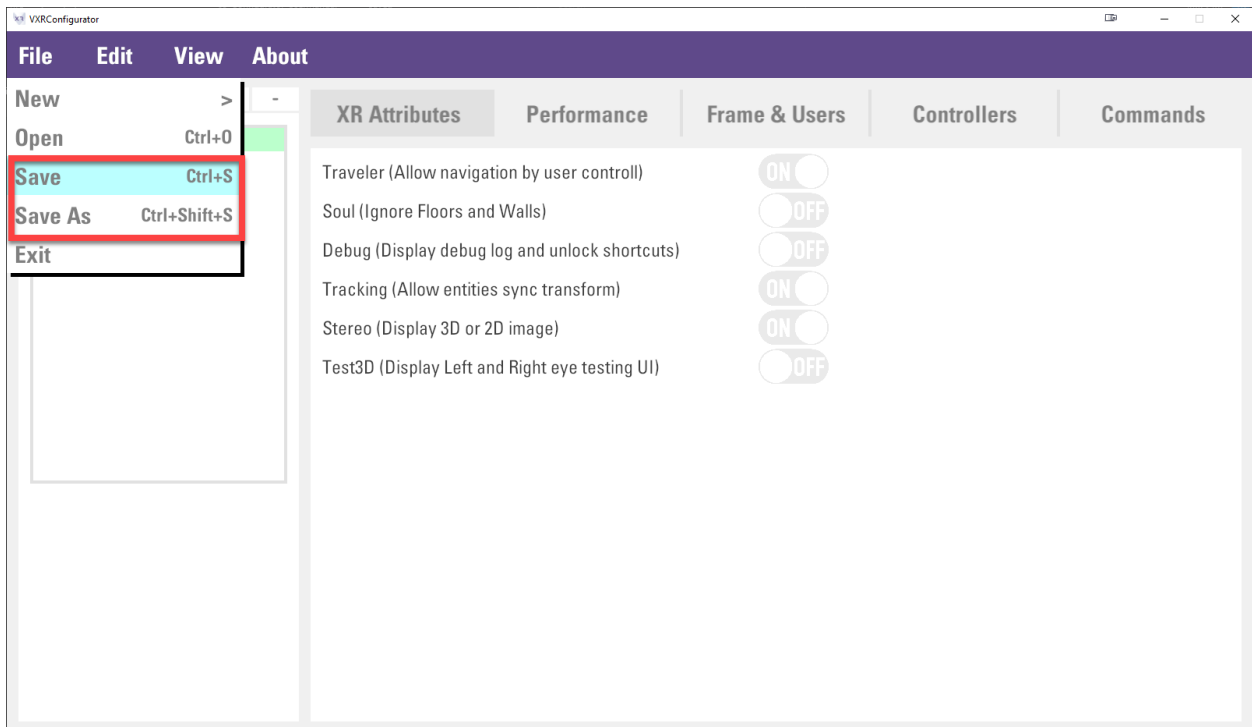 VXRConfigurator
File Edit View About
New >
Open Ctrl+O
Save Ctrl+S
Save As Ctrl+Shift+S
Exit
-
XR Attributes Performance Frame & Users Controllers Commands
Traveler (Allow navigation by user controll) ON
Soul (Ignore Floors and Walls) OFF
Debug (Display debug log and unlock shortcuts) OFF
Tracking (Allow entities sync transform) ON
Stereo (Display 3D or 2D image) ON
Test3D (Display Left and Right eye testing UI) OFF